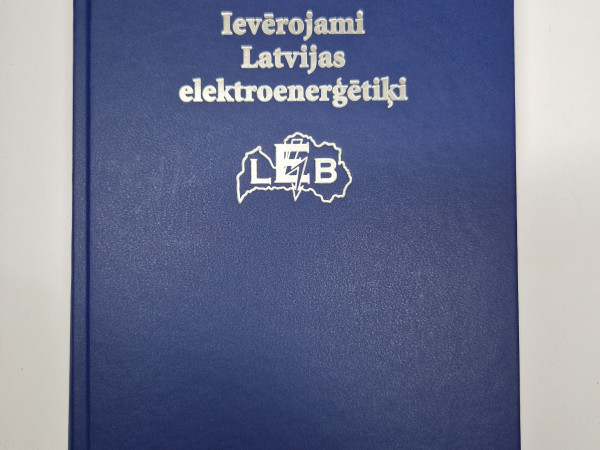 Ievērojami
Latvijas
elektroenerģētiķi
LEB